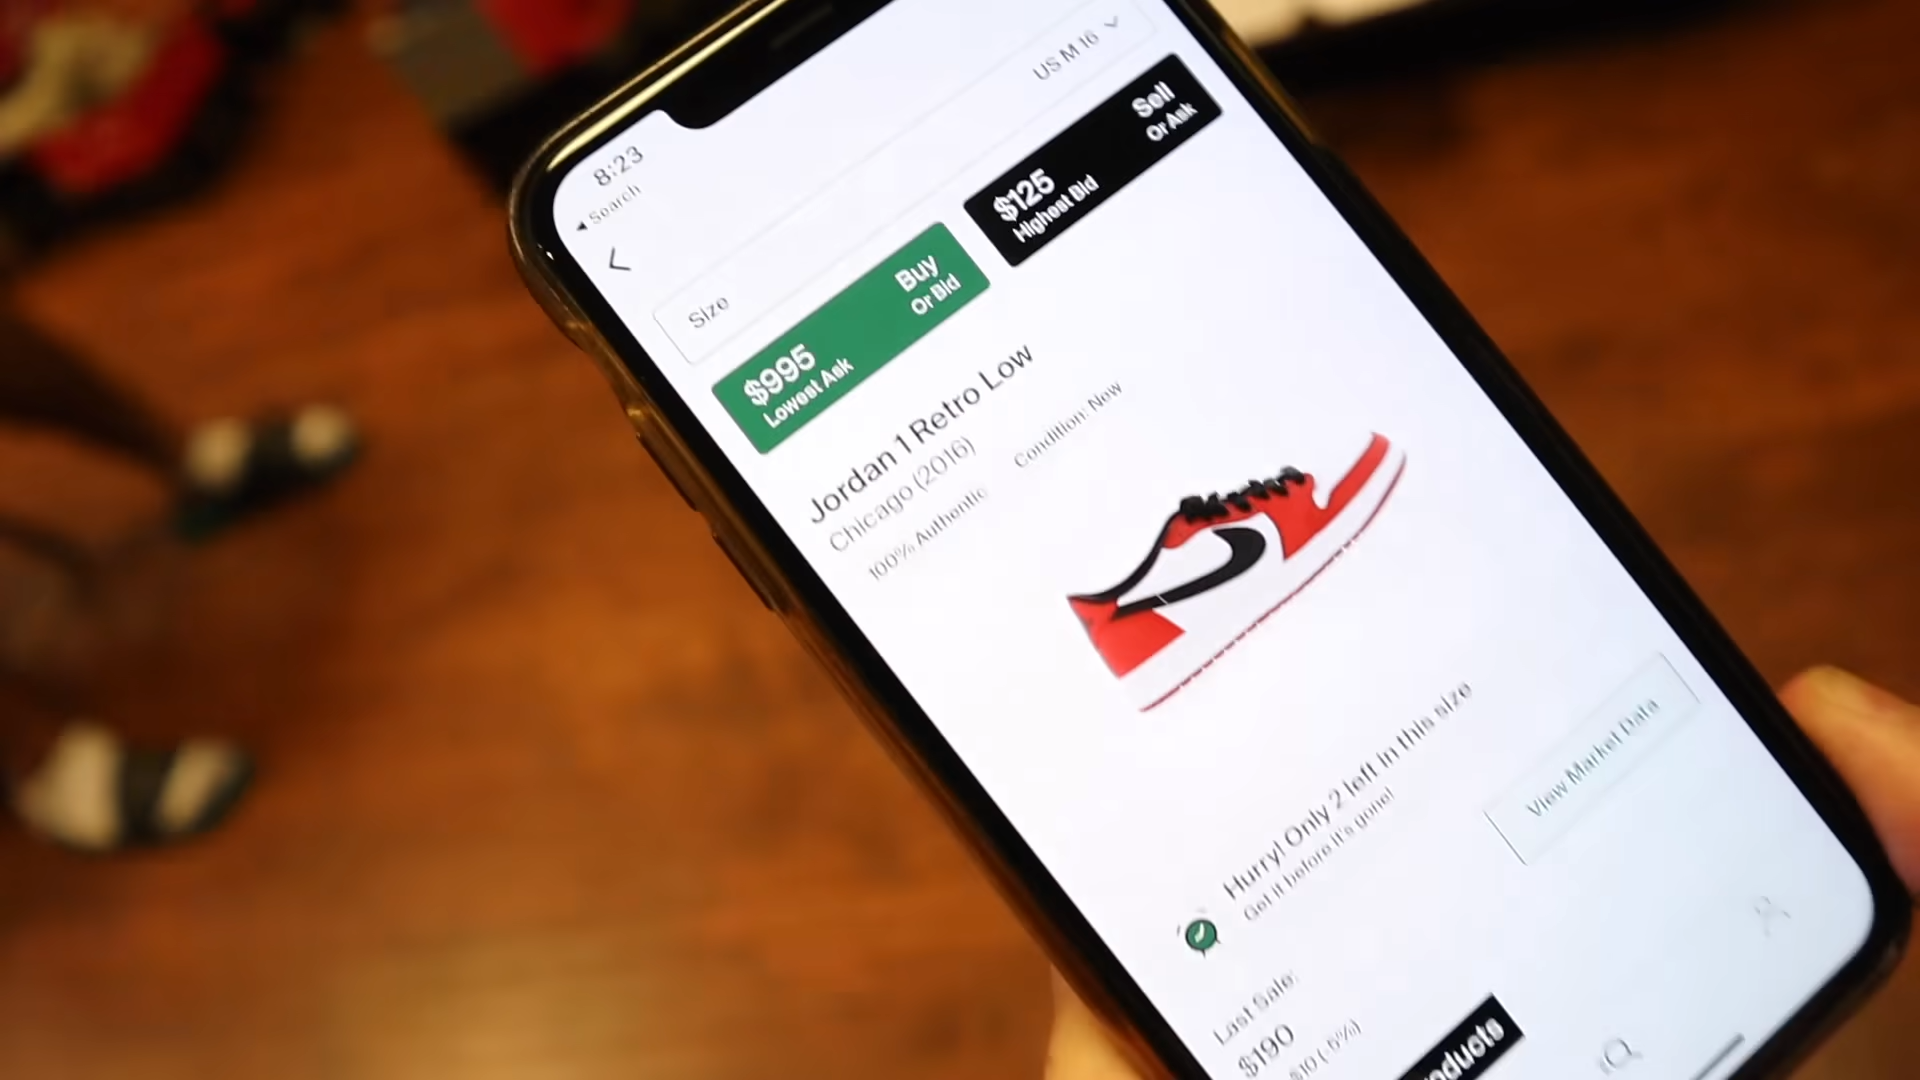 8:23
◀ Search
Size
US M 16
$995
Lowest Ask
Buy
Or Bid
$125
Highest Bid
Sell
Or Ask
Jordan 1 Retro Low
Chicago (2016)
100% Authentic
Condition: New
Hurry! Only 2 left in this size
Get it before it's gone!
View Market Data
Last Sale:
$190
$10 (-5%)